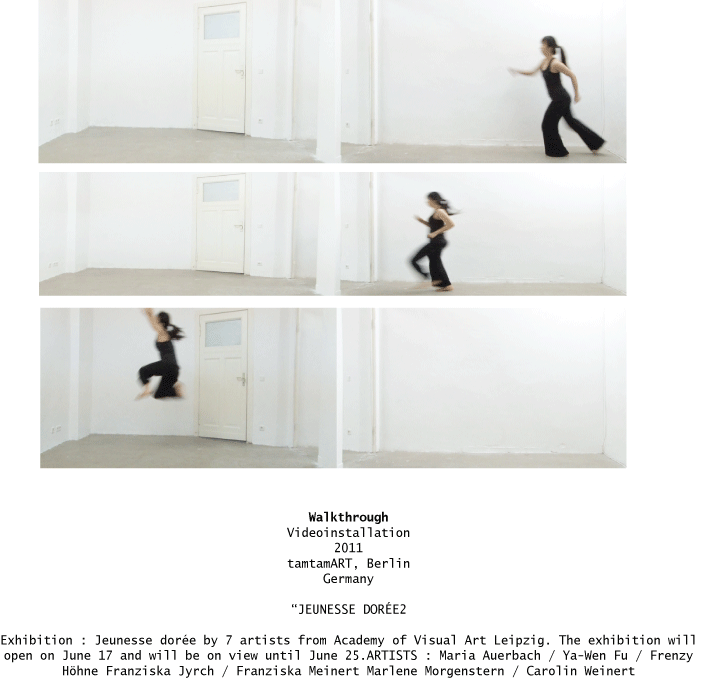 Walkthrough
Videoinstallation
2011
tamtamART, Berlin
Germany
“JEUNESSE DORÉE2
Exhibition : Jeunesse dorée by 7 artists from Academy of Visual Art Leipzig. The exhibition will
open on June 17 and will be on view until June 25.ARTISTS : Maria Auerbach / Ya-Wen Fu / Frenzy
Höhne Franziska Jyrch / Franziska Meinert Marlene Morgenstern / Carolin Weinert